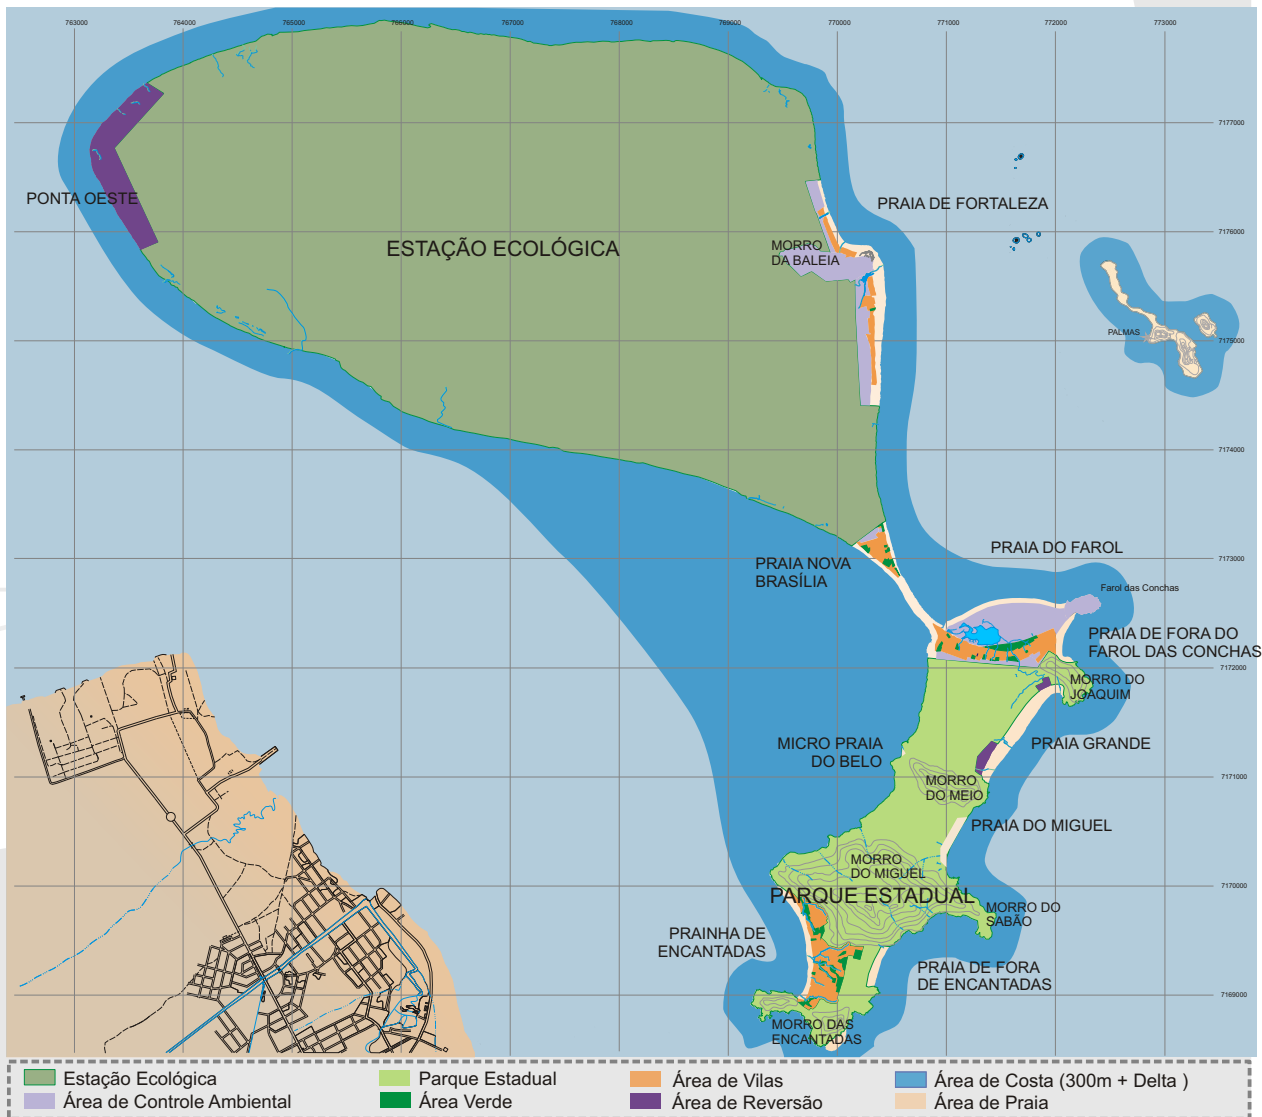 763000 764000 765000 766000 767000 768000 769000 770000 771000 772000 773000
7177000
PONTA OESTE
PRAIA DE FORTALEZA
7176000
ESTAÇÃO ECOLÓGICA
MORRO
DA BALEIA
PALMAS
7175000
7174000
PRAIA DO FAROL
7173000
PRAIA NOVA
BRASÍLIA
Farol das Conchas
PRAIA DE FORA DO
FAROL DAS CONCHAS
7172000
MORRO DO
JOAQUIM
MICRO PRAIA
DO BELO
PRAIA GRANDE
7171000
MORRO
DO MEIO
PRAIA DO MIGUEL
MORRO
DO MIGUEL
7170000
PARQUE ESTADUAL
MORRO DO
SABÃO
PRAINHA DE
ENCANTADAS
PRAIA DE FORA
DE ENCANTADAS
7169000
MORRO DAS
ENCANTADAS
Estação Ecológica
Parque Estadual
Área de Vilas
Área de Costa (300m + Delta )
Área de Controle Ambiental
Área Verde
Área de Reversão
Área de Praia